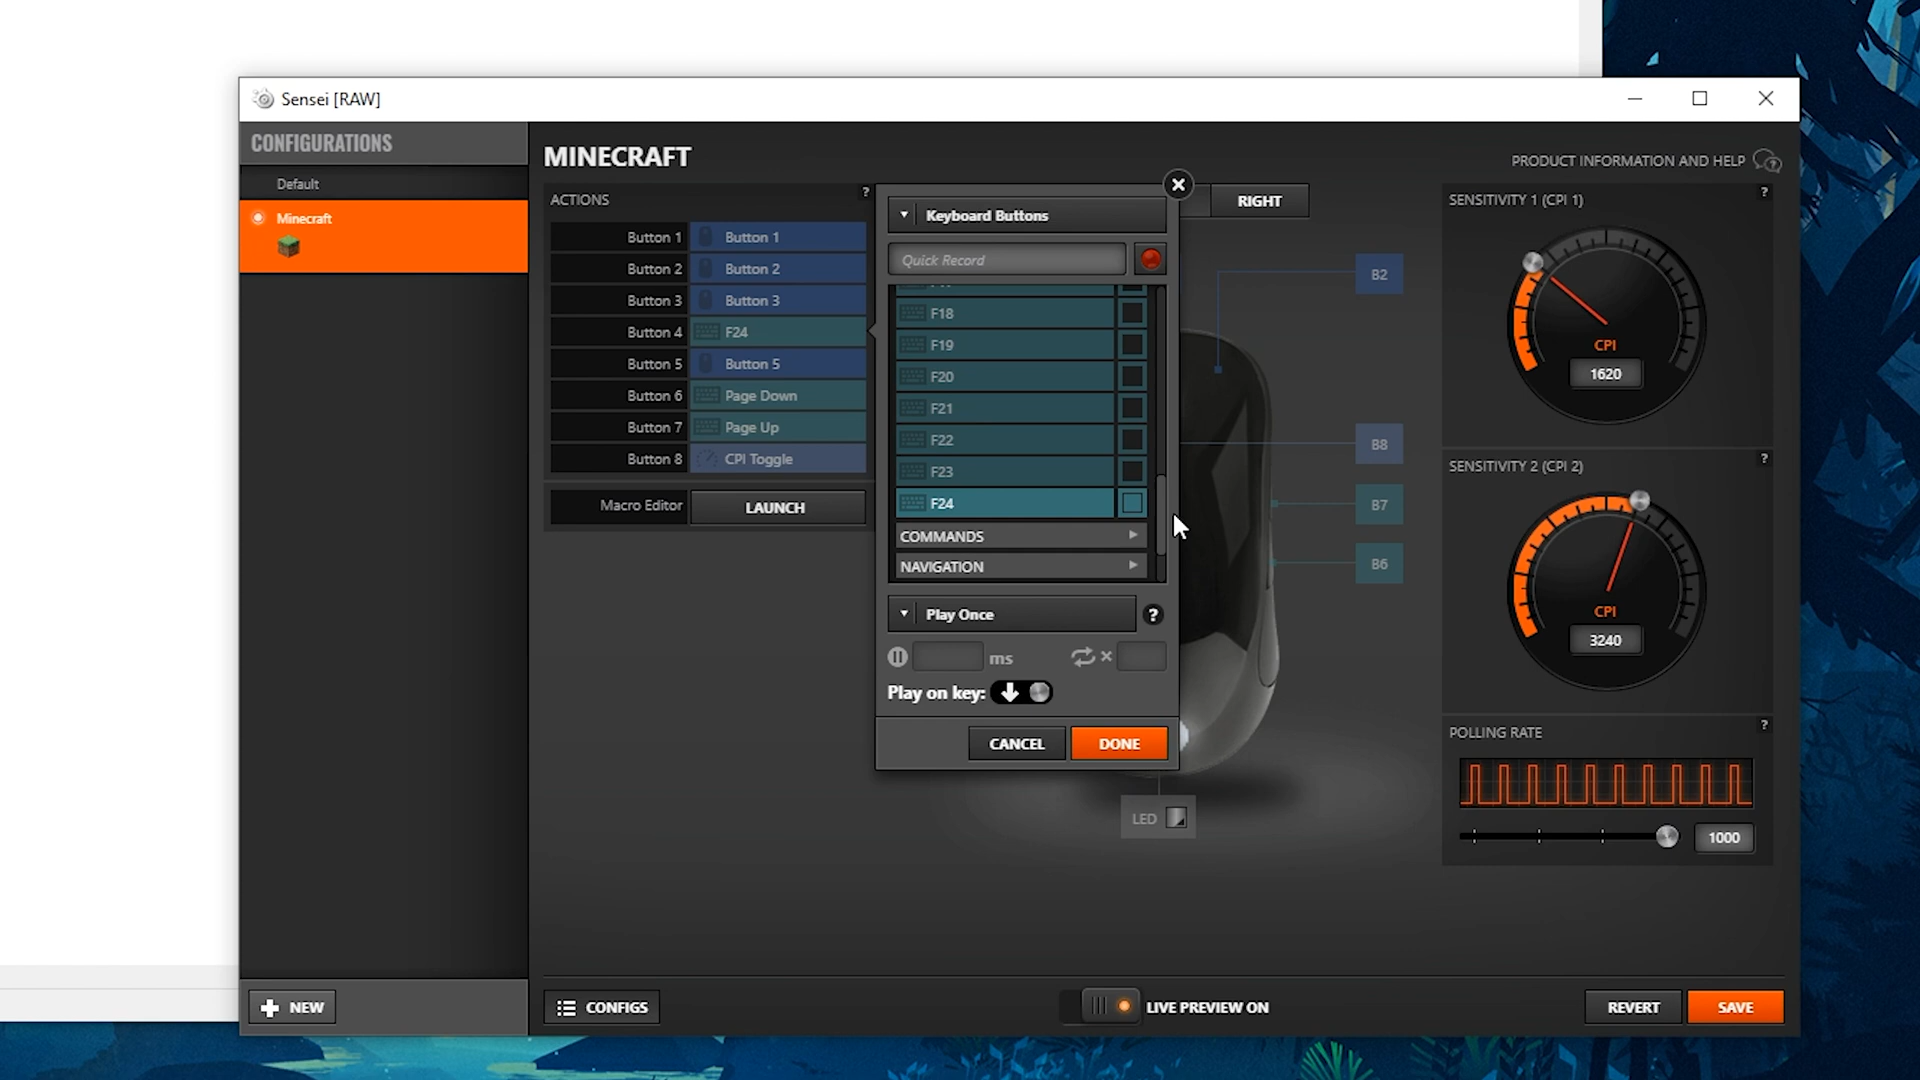 Sensei [RAW]
CONFIGURATIONS
Default
Minecraft
MINECRAFT
PRODUCT INFORMATION AND HELP
ACTIONS ?
Button 1 Button 1
Button 2 Button 2
Button 3 Button 3
Button 4 F24
Button 5 Button 5
Button 6 Page Down
Button 7 Page Up
Button 8 CPI Toggle
Macro Editor LAUNCH
Keyboard Buttons
Quick Record
F18
F19
F20
F21
F22
F23
F24
COMMANDS
NAVIGATION
Play Once ?
ms ×
Play on key:
CANCEL DONE
RIGHT
B2
B8
B7
B6
LED
SENSITIVITY 1 (CPI 1) ?
CPI
1620
SENSITIVITY 2 (CPI 2) ?
CPI
3240
POLLING RATE ?
1000
NEW
CONFIGS
LIVE PREVIEW ON
REVERT SAVE